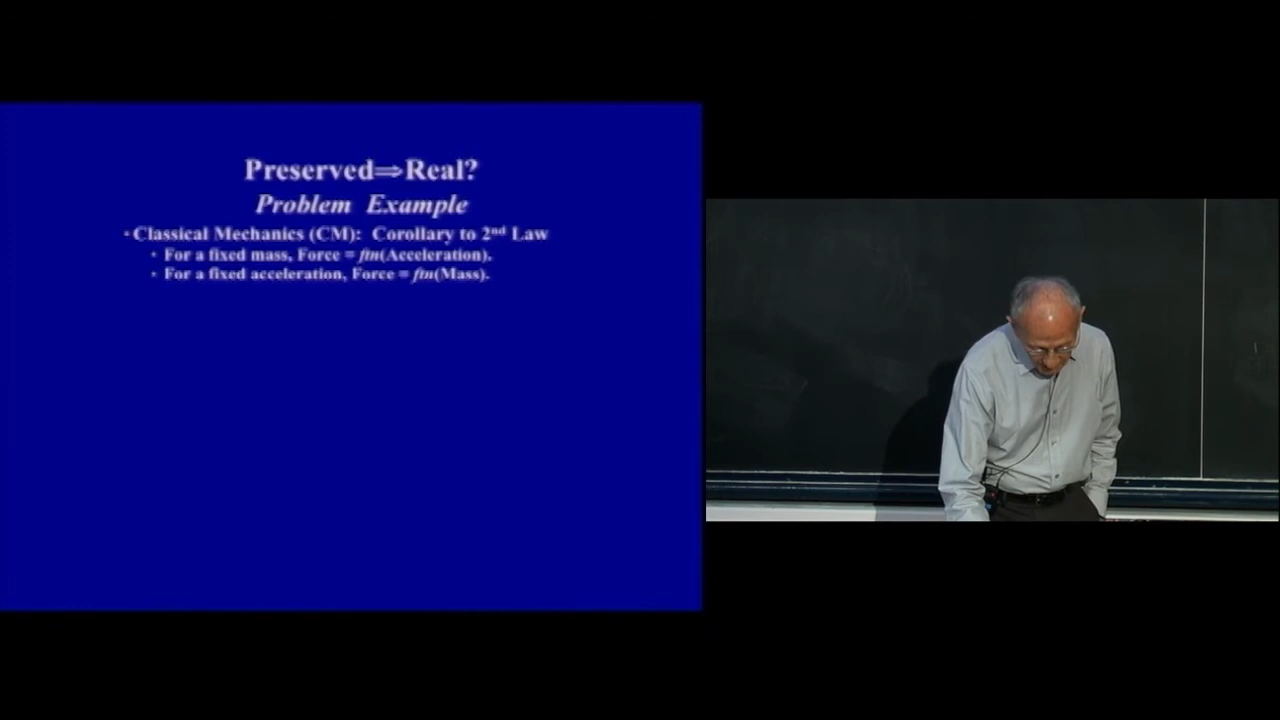 Preserved⇒Real?
Problem Example
• Classical Mechanics (CM): Corollary to 2nd Law
• For a fixed mass, Force = ftn(Acceleration).
• For a fixed acceleration, Force = ftn(Mass).